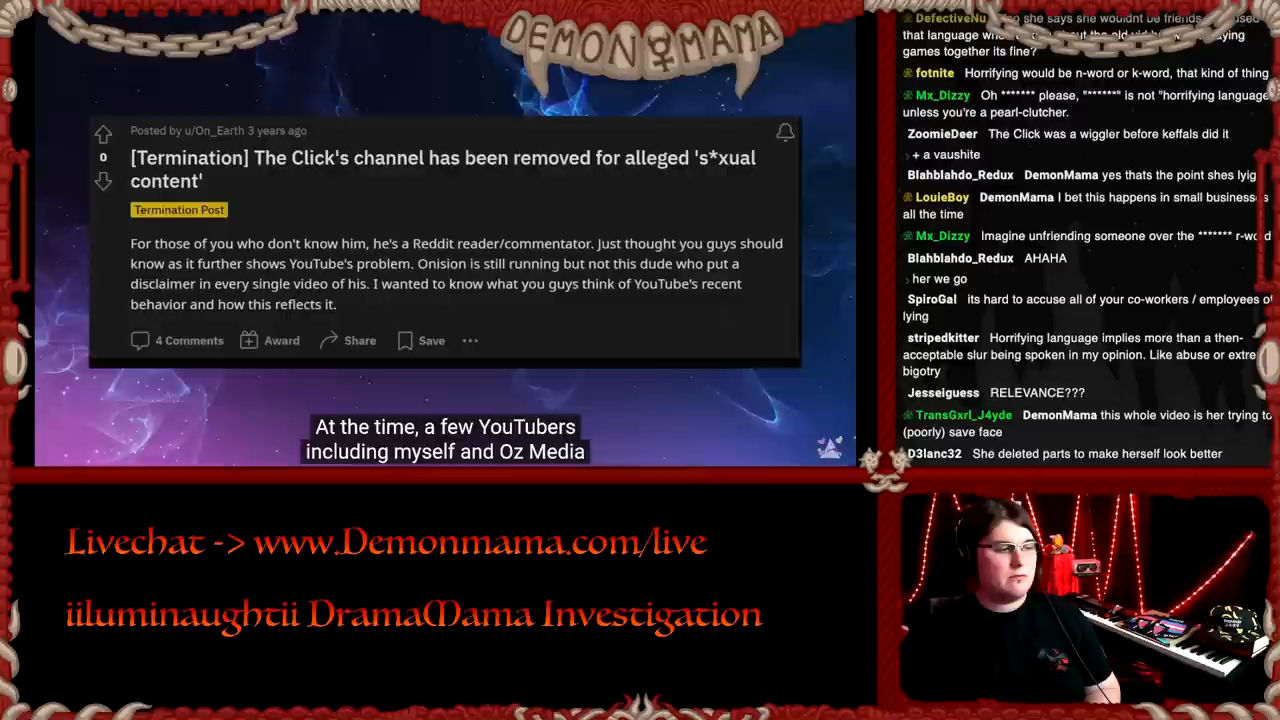 DEMON MAMA
Posted by u/On_Earth 3 years ago
0
[Termination] The Click's channel has been removed for alleged 's*xual
content'
Termination Post
For those of you who don't know him, he's a Reddit reader/commentator. Just thought you guys should
know as it further shows YouTube's problem. Onision is still running but not this dude who put a
disclaimer in every single video of his. I wanted to know what you guys think of YouTube's recent
behavior and how this reflects it.
4 Comments Award Share Save
At the time, a few YouTubers
including myself and Oz Media
DefectiveNu she says she wouldnt be friends used
that language
games together its fine?
fotnite Horrifying would be n-word or k-word, that kind of thing
Mx_Dizzy Oh ******* please, "******" is not "horrifying language
unless you're a pearl-clutcher.
ZoomieDeer The Click was a wiggler before keffals did it
+ a vaushite
Blahblahdo_Redux DemonMama yes thats the point shes lyig
LouieBoy DemonMama I bet this happens in small businesses
all the time
Mx_Dizzy Imagine unfriending someone over the ******* r-word
Blahblahdo_Redux AHAHA
her we go
SpiroGal its hard to accuse all of your co-workers / employees of
lying
stripedkitter Horrifying language implies more than a then-
acceptable slur being spoken in my opinion. Like abuse or extre
bigotry
Jesseiguess RELEVANCE???
TransGxrl_J4yde DemonMama this whole video is her trying to
(poorly) save face
D3lanc32 She deleted parts to make herself look better
Livechat -> www.Demonmama.com/live
iiluminaughtii DramaMama Investigation